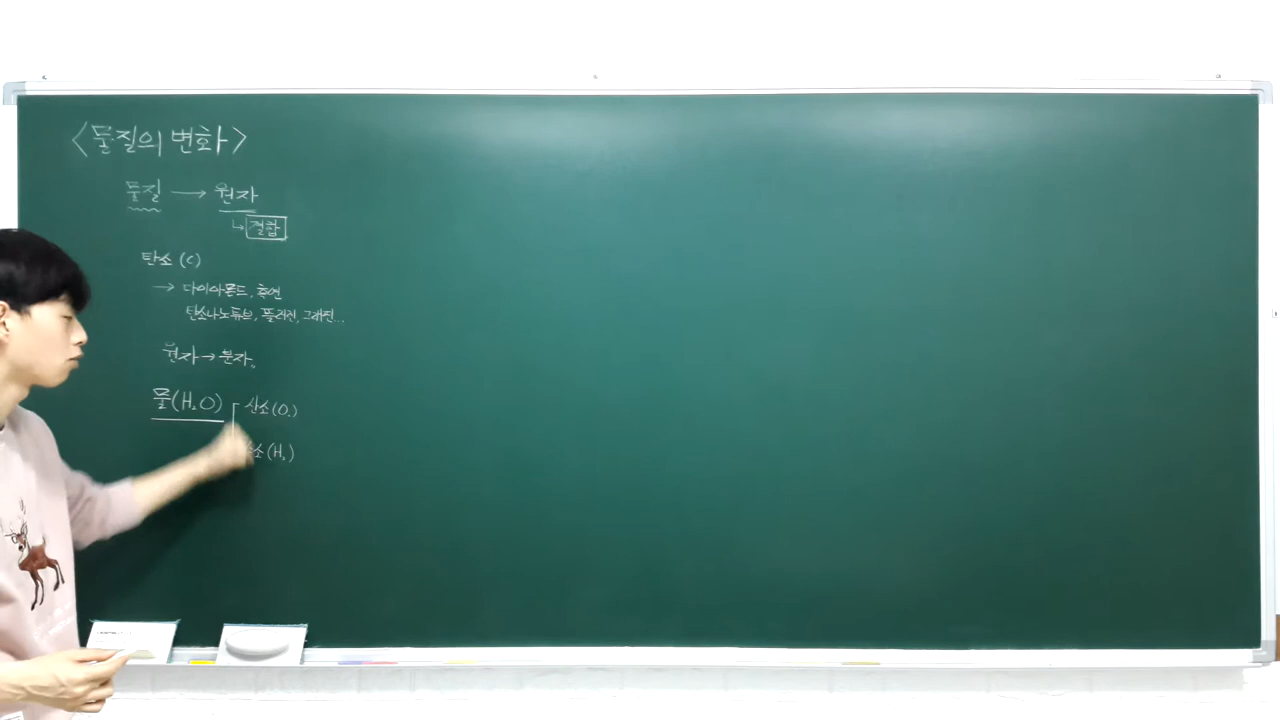 <물질의 변화>
물질 → 원자
↳ 결합
탄소 (C)
→ 다이아몬드, 흑연
탄소나노튜브, 풀러렌, 그래핀...
원자 → 분자
물(H₂O) 산소(O₂)
(H₂)